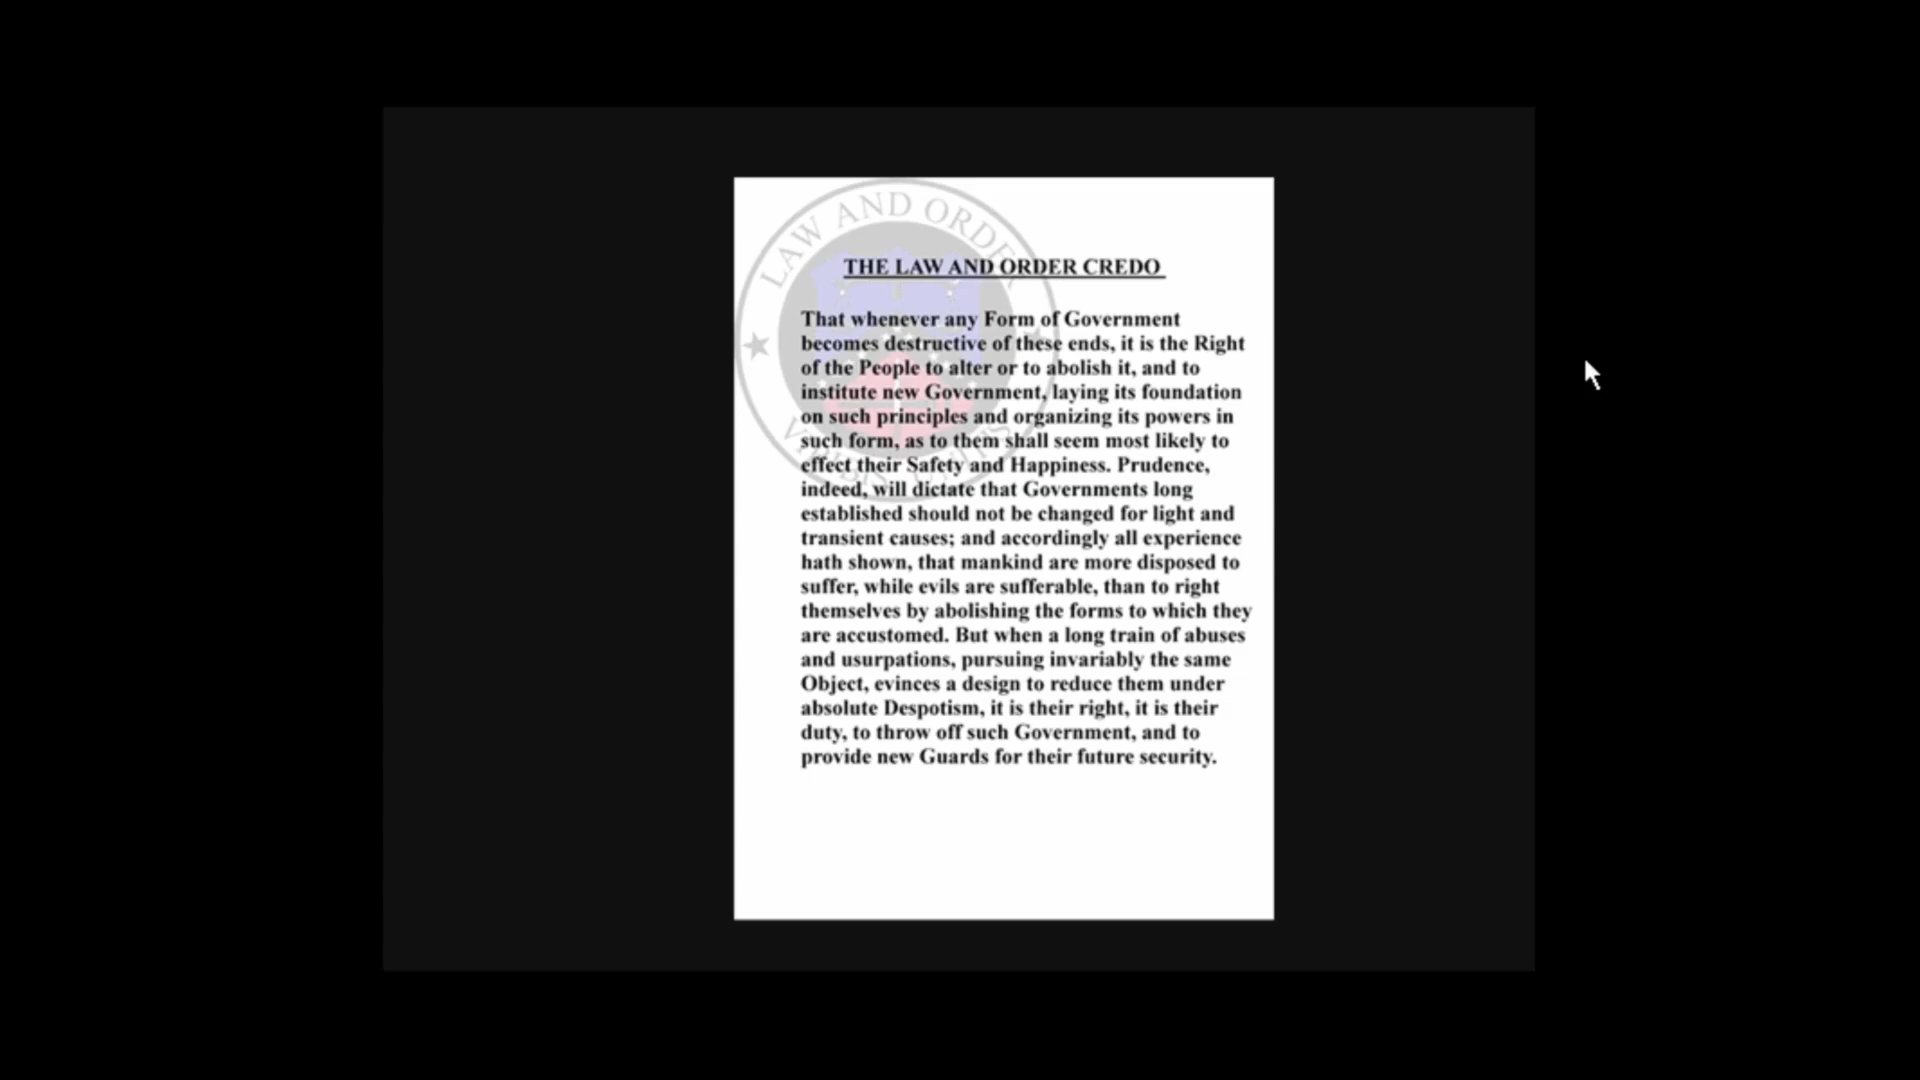 LAW AND ORDER
THE LAW AND ORDER CREDO
That whenever any Form of Government
becomes destructive of these ends, it is the Right
of the People to alter or to abolish it, and to
institute new Government, laying its foundation
on such principles and organizing its powers in
such form, as to them shall seem most likely to
effect their Safety and Happiness. Prudence,
indeed, will dictate that Governments long
established should not be changed for light and
transient causes; and accordingly all experience
hath shown, that mankind are more disposed to
suffer, while evils are sufferable, than to right
themselves by abolishing the forms to which they
are accustomed. But when a long train of abuses
and usurpations, pursuing invariably the same
Object, evinces a design to reduce them under
absolute Despotism, it is their right, it is their
duty, to throw off such Government, and to
provide new Guards for their future security.